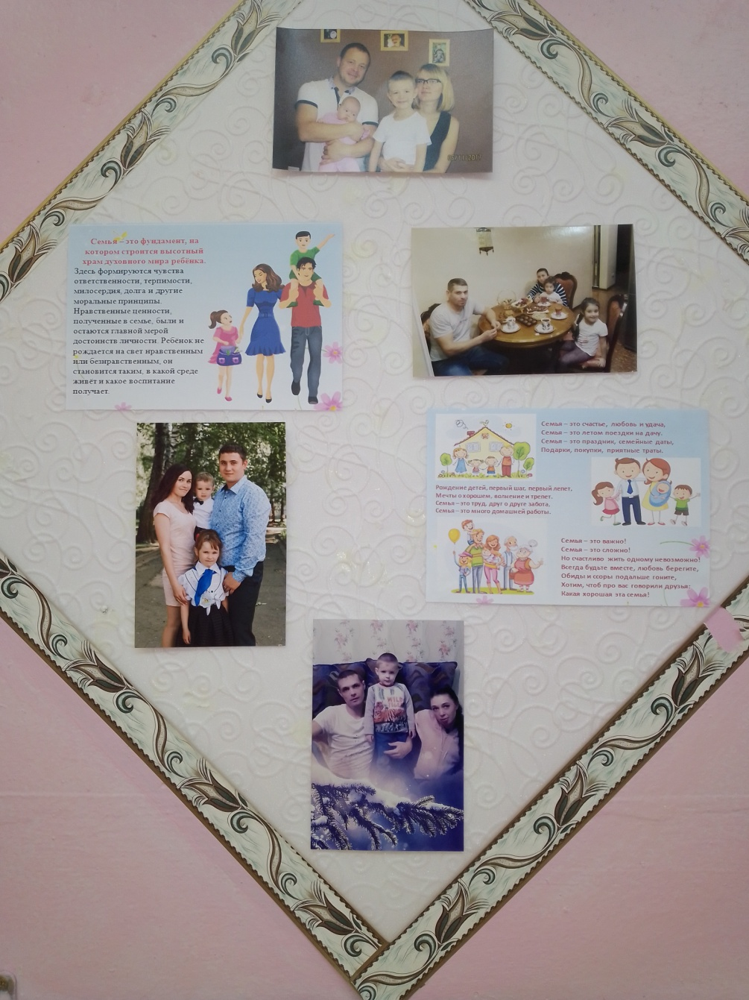 06/11/2017
Семья – это фундамент, на
котором строится высотный
храм духовного мира ребёнка.
Здесь формируются чувства
ответственности, терпимости,
милосердия, долга и другие
моральные принципы.
Нравственные ценности,
полученные в семье, были и
остаются главной мерой
достоинств личности. Ребёнок не
рождается на свет нравственным
или безнравственным, он
становится таким, в какой среде
живёт и какое воспитание
получает.
Семья – это счастье, любовь и удача,
Семья – это летом поездки на дачу.
Семья – это праздник, семейные даты,
Подарки, покупки, приятные траты.
Рождение детей, первый шаг, первый лепет,
Мечты о хорошем, волнение и трепет.
Семья – это труд, друг о друге забота,
Семья – это много домашней работы.
Семья – это важно!
Семья – это сложно!
Но счастливо жить одному невозможно!
Всегда будьте вместе, любовь берегите,
Обиды и ссоры подальше гоните,
Хотим, чтоб про вас говорили друзья:
Какая хорошая эта семья!
WILD